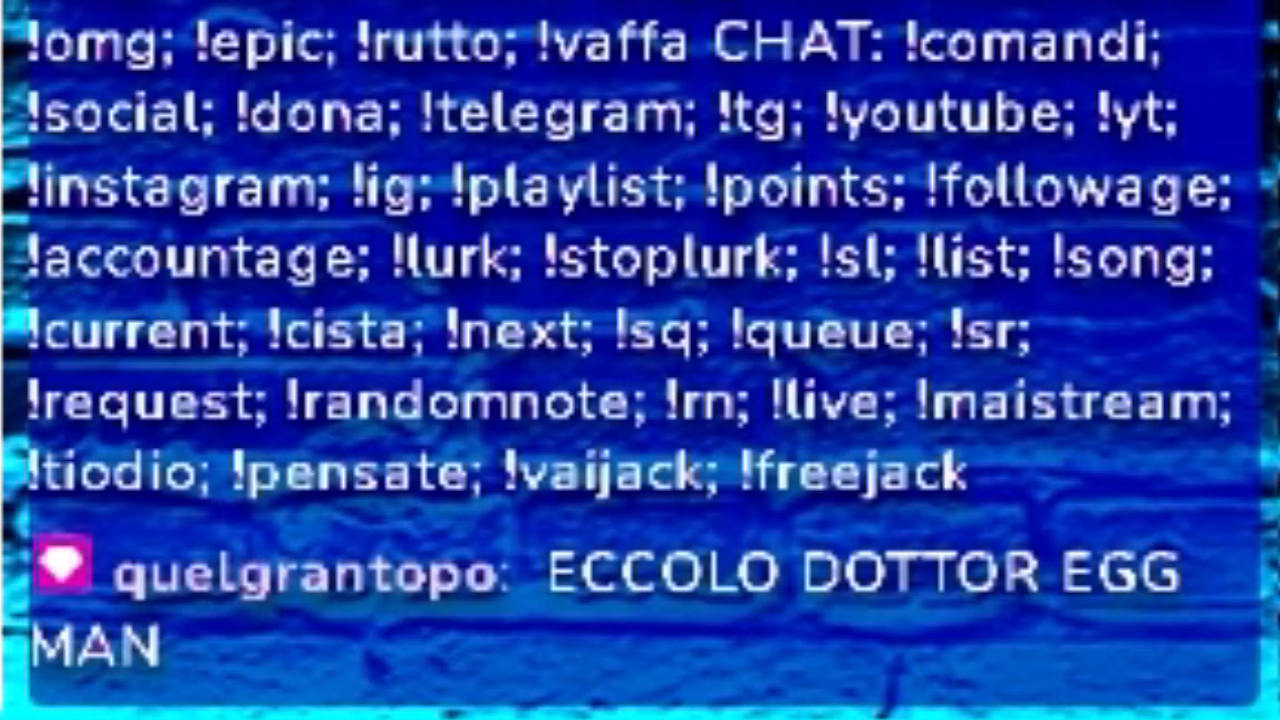 !omg; !epic; !rutto; !vaffa CHAT: !comandi;
!social; !dona; !telegram; !tg; !youtube; !yt;
!instagram; !ig; !playlist; !points; !followage;
!accountage; !lurk; !stoplurk; !sl; !list; !song;
!current; !cista; !next; !sq; !queue; !sr;
!request; !randomnote; !rn; !live; !maistream;
!tiodio; !pensate; !vaijack; !freejack
quelgrantopo: ECCOLO DOTTOR EGG
MAN